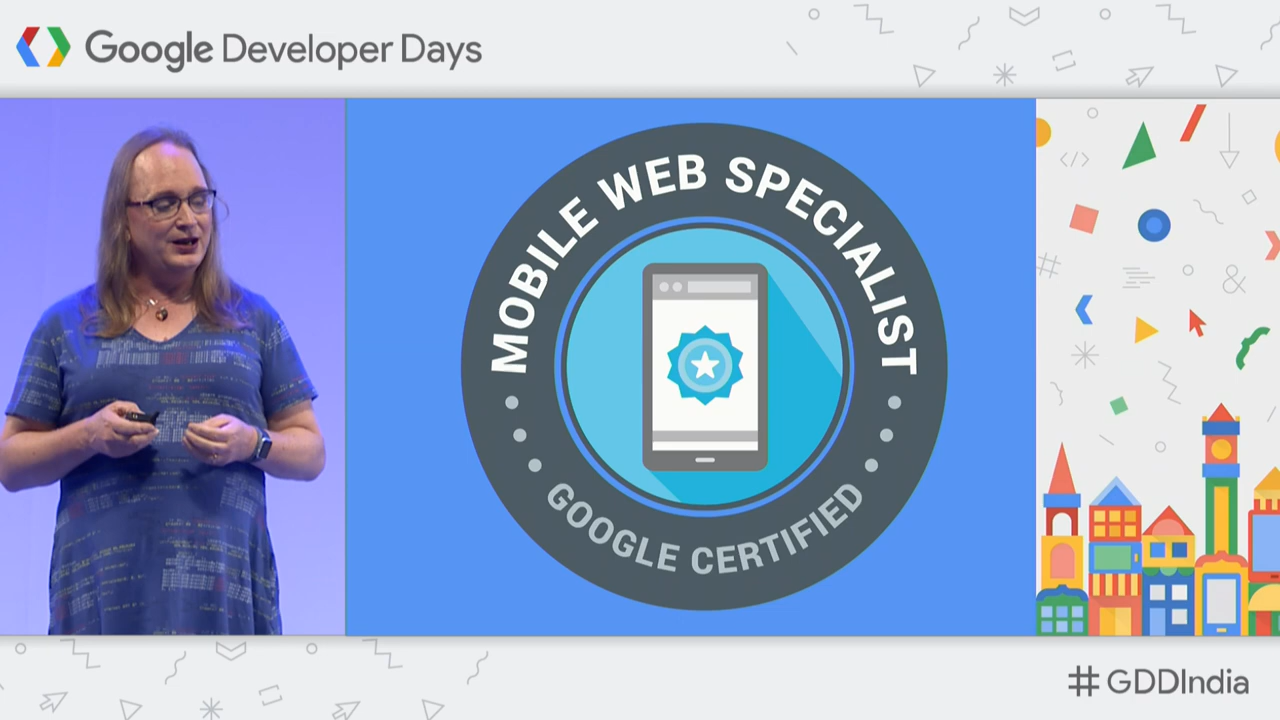 Google Developer Days
MOBILE WEB SPECIALIST
GOOGLE CERTIFIED
</>
#
&
# GDDIndia